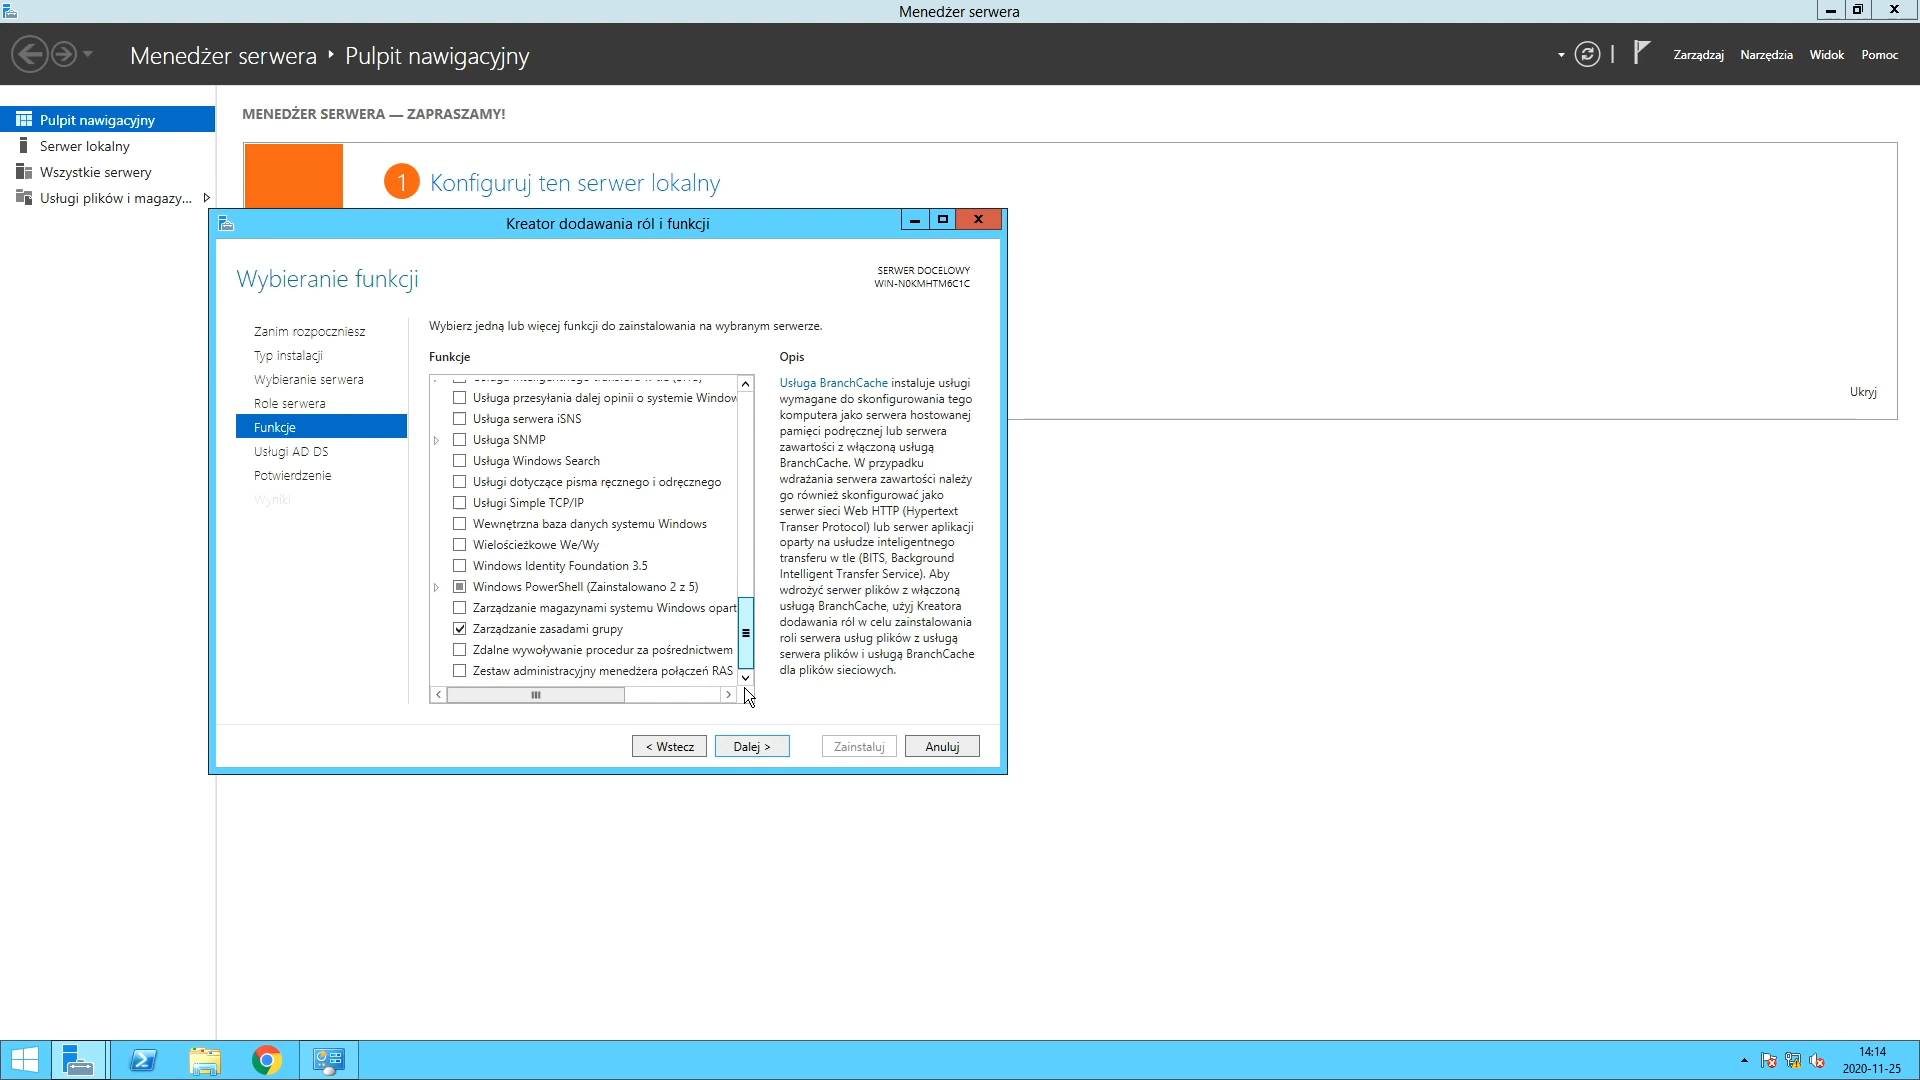 Menedżer serwera
Menedżer serwera ‣ Pulpit nawigacyjny
Zarządzaj Narzędzia Widok Pomoc
Pulpit nawigacyjny
Serwer lokalny
Wszystkie serwery
Usługi plików i magazy...
MENEDŻER SERWERA — ZAPRASZAMY!
1 Konfiguruj ten serwer lokalny
Ukryj
Kreator dodawania ról i funkcji
Wybieranie funkcji
SERWER DOCELOWY
WIN-N0KMHTM6C1C
Zanim rozpoczniesz
Typ instalacji
Wybieranie serwera
Role serwera
Funkcje
Usługi AD DS
Potwierdzenie
Wyniki
Wybierz jedną lub więcej funkcji do zainstalowania na wybranym serwerze.
Funkcje
Usługa przesyłania dalej opinii o systemie Window
Usługa serwera iSNS
Usługa SNMP
Usługa Windows Search
Usługi dotyczące pisma ręcznego i odręcznego
Usługi Simple TCP/IP
Wewnętrzna baza danych systemu Windows
Wielościeżkowe We/Wy
Windows Identity Foundation 3.5
Windows PowerShell (Zainstalowano 2 z 5)
Zarządzanie magazynami systemu Windows opart
Zarządzanie zasadami grupy
Zdalne wywoływanie procedur za pośrednictwem
Zestaw administracyjny menedżera połączeń RAS
Opis
Usługa BranchCache instaluje usługi
wymagane do skonfigurowania tego
komputera jako serwera hostowanej
pamięci podręcznej lub serwera
zawartości z włączoną usługą
BranchCache. W przypadku
wdrażania serwera zawartości należy
go również skonfigurować jako
serwer sieci Web HTTP (Hypertext
Transer Protocol) lub serwer aplikacji
oparty na usłudze inteligentnego
transferu w tle (BITS, Background
Intelligent Transfer Service). Aby
wdrożyć serwer plików z włączoną
usługą BranchCache, użyj Kreatora
dodawania ról w celu zainstalowania
roli serwera usług plików z usługą
serwera plików i usługą BranchCache
dla plików sieciowych.
< Wstecz Dalej > Zainstaluj Anuluj
14:14
2020-11-25